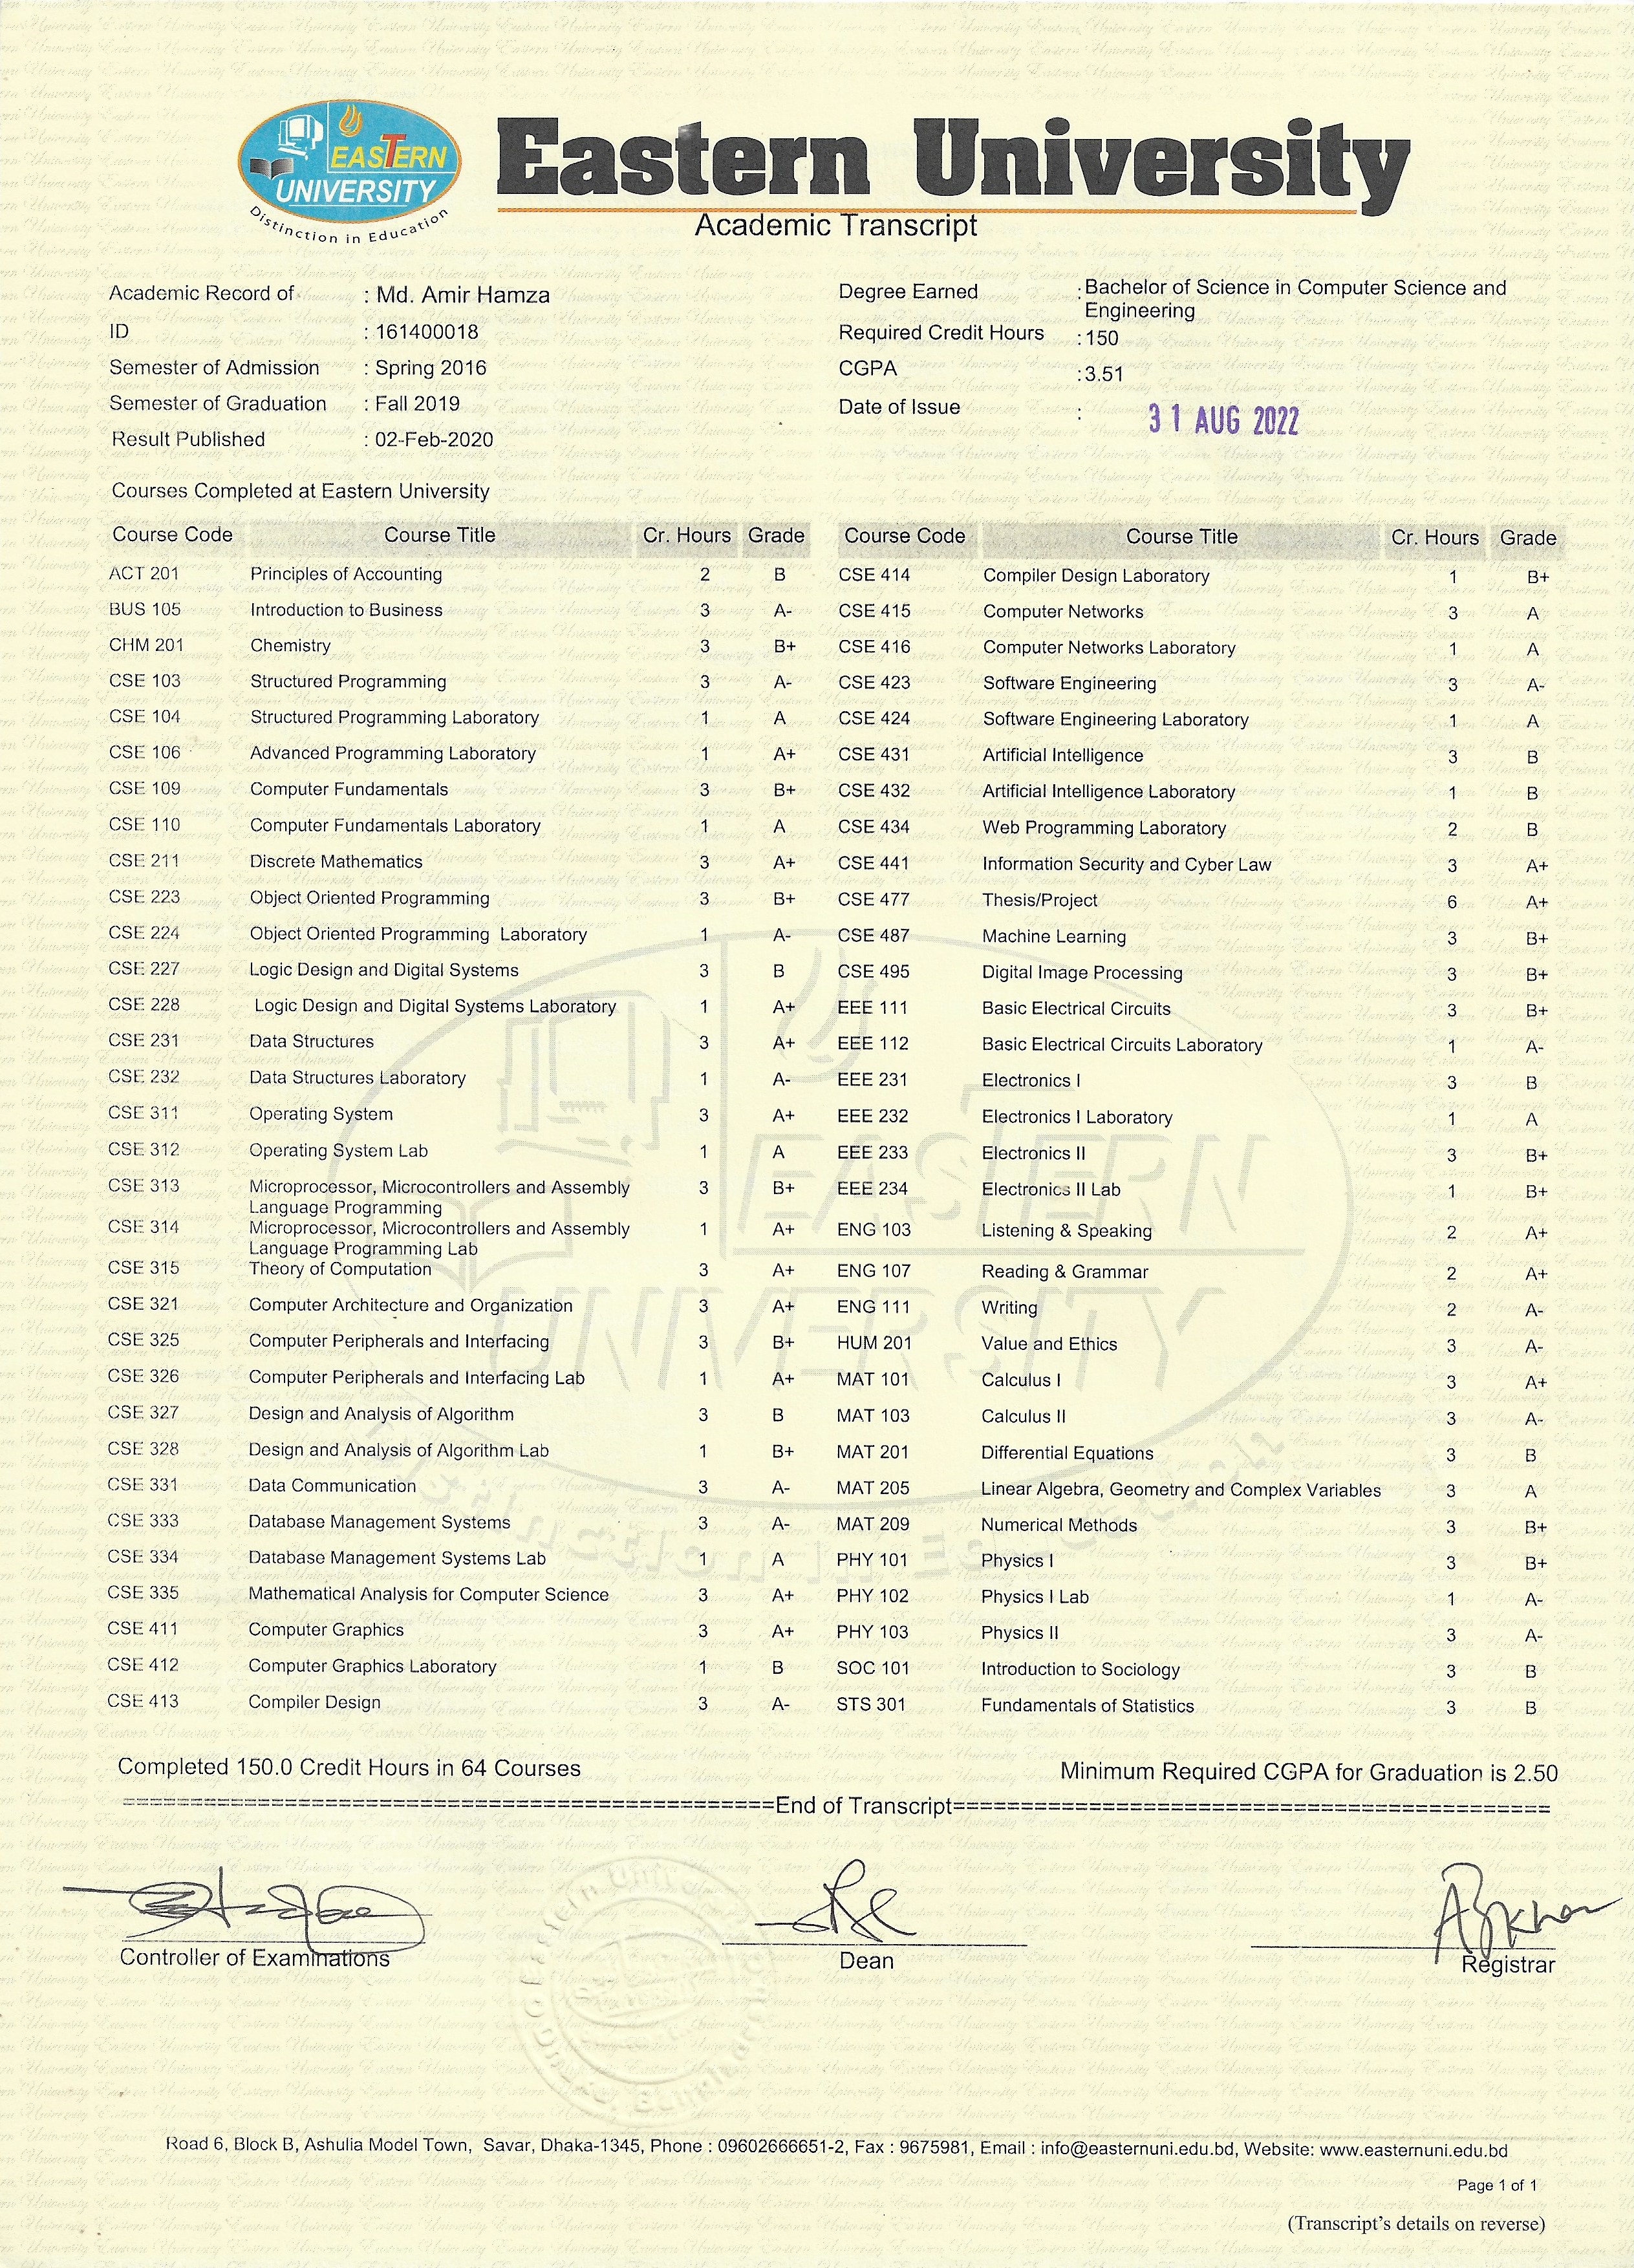 EASTERN
UNIVERSITY
Distinction in Education
Eastern University
Academic Transcript
Academic Record of : Md. Amir Hamza
ID : 161400018
Semester of Admission : Spring 2016
Semester of Graduation : Fall 2019
Result Published : 02-Feb-2020
Degree Earned : Bachelor of Science in Computer Science and
Engineering
Required Credit Hours : 150
CGPA : 3.51
Date of Issue : 31 AUG 2022
Courses Completed at Eastern University
Course Code Course Title Cr. Hours Grade Course Code Course Title Cr. Hours Grade
ACT 201 Principles of Accounting 2 B CSE 414 Compiler Design Laboratory 1 B+
BUS 105 Introduction to Business 3 A- CSE 415 Computer Networks 3 A
CHM 201 Chemistry 3 B+ CSE 416 Computer Networks Laboratory 1 A
CSE 103 Structured Programming 3 A- CSE 423 Software Engineering 3 A-
CSE 104 Structured Programming Laboratory 1 A CSE 424 Software Engineering Laboratory 1 A
CSE 106 Advanced Programming Laboratory 1 A+ CSE 431 Artificial Intelligence 3 B
CSE 109 Computer Fundamentals 3 B+ CSE 432 Artificial Intelligence Laboratory 1 B
CSE 110 Computer Fundamentals Laboratory 1 A CSE 434 Web Programming Laboratory 2 B
CSE 211 Discrete Mathematics 3 A+ CSE 441 Information Security and Cyber Law 3 A+
CSE 223 Object Oriented Programming 3 B+ CSE 477 Thesis/Project 6 A+
CSE 224 Object Oriented Programming Laboratory 1 A- CSE 487 Machine Learning 3 B+
CSE 227 Logic Design and Digital Systems 3 B CSE 495 Digital Image Processing 3 B+
CSE 228 Logic Design and Digital Systems Laboratory 1 A+ EEE 111 Basic Electrical Circuits 3 B+
CSE 231 Data Structures 3 A+ EEE 112 Basic Electrical Circuits Laboratory 1 A-
CSE 232 Data Structures Laboratory 1 A- EEE 231 Electronics I 3 B
CSE 311 Operating System 3 A+ EEE 232 Electronics I Laboratory 1 A
CSE 312 Operating System Lab 1 A EEE 233 Electronics II 3 B+
CSE 313 Microprocessor, Microcontrollers and Assembly 3 B+ EEE 234 Electronics II Lab 1 B+
Language Programming
CSE 314 Microprocessor, Microcontrollers and Assembly 1 A+ ENG 103 Listening & Speaking 2 A+
Language Programming Lab
CSE 315 Theory of Computation 3 A+ ENG 107 Reading & Grammar 2 A+
CSE 321 Computer Architecture and Organization 3 A+ ENG 111 Writing 2 A-
CSE 325 Computer Peripherals and Interfacing 3 B+ HUM 201 Value and Ethics 3 A-
CSE 326 Computer Peripherals and Interfacing Lab 1 A+ MAT 101 Calculus I 3 A+
CSE 327 Design and Analysis of Algorithm 3 B MAT 103 Calculus II 3 A-
CSE 328 Design and Analysis of Algorithm Lab 1 B+ MAT 201 Differential Equations 3 B
CSE 331 Data Communication 3 A- MAT 205 Linear Algebra, Geometry and Complex Variables 3 A
CSE 333 Database Management Systems 3 A- MAT 209 Numerical Methods 3 B+
CSE 334 Database Management Systems Lab 1 A PHY 101 Physics I 3 B+
CSE 335 Mathematical Analysis for Computer Science 3 A+ PHY 102 Physics I Lab 1 A-
CSE 411 Computer Graphics 3 A+ PHY 103 Physics II 3 A-
CSE 412 Computer Graphics Laboratory 1 B SOC 101 Introduction to Sociology 3 B
CSE 413 Compiler Design 3 A- STS 301 Fundamentals of Statistics 3 B
Completed 150.0 Credit Hours in 64 Courses Minimum Required CGPA for Graduation is 2.50
End of Transcript
Controller of Examinations Dean Registrar
Road 6, Block B, Ashulia Model Town, Savar, Dhaka-1345, Phone : 09602666651-2, Fax : 9675981, Email : info@easternuni.edu.bd, Website: www.easternuni.edu.bd
Page 1 of 1
(Transcript's details on reverse)